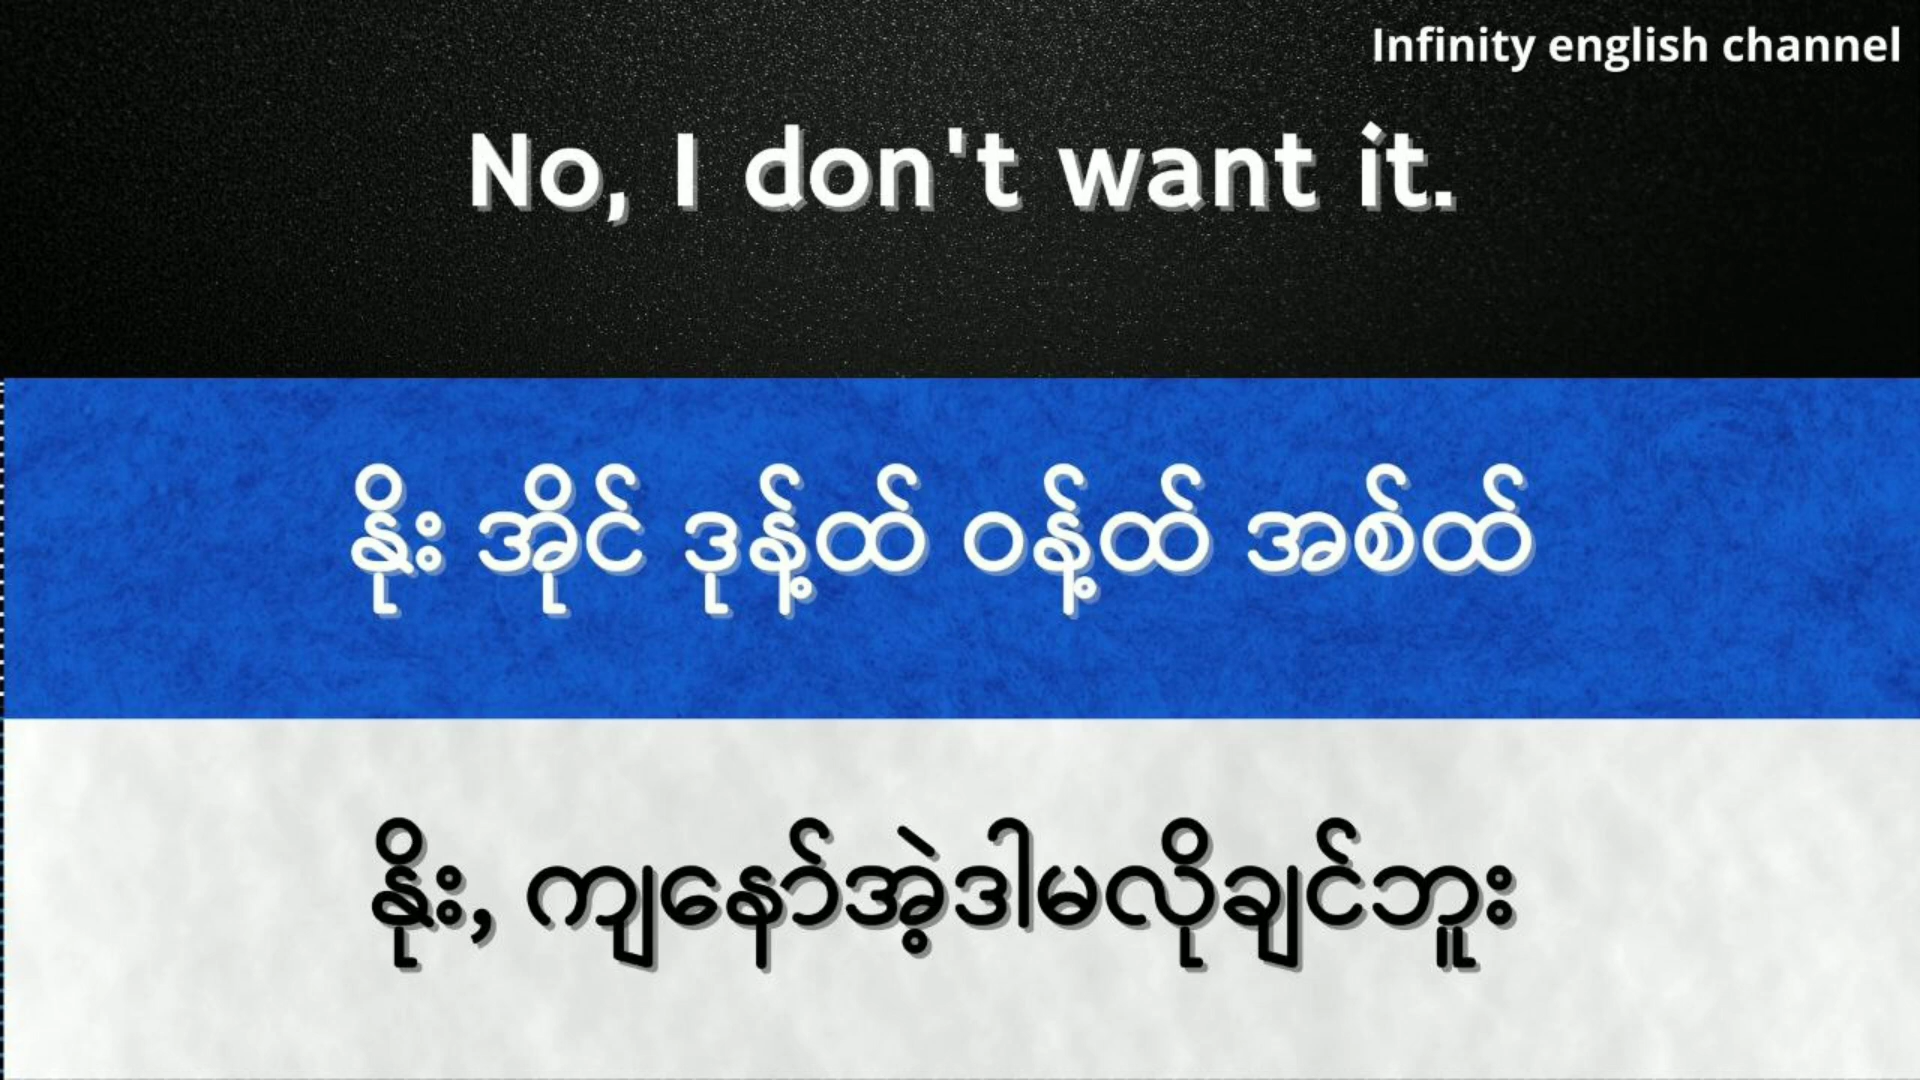 Infinity english channel
No, I don't want it.
နိုး အိုင် ဒုန့်ထ် ဝန့်ထ် အစ်ထ်
နိုး, ကျနော်အဲ့ဒါမလိုချင်ဘူး